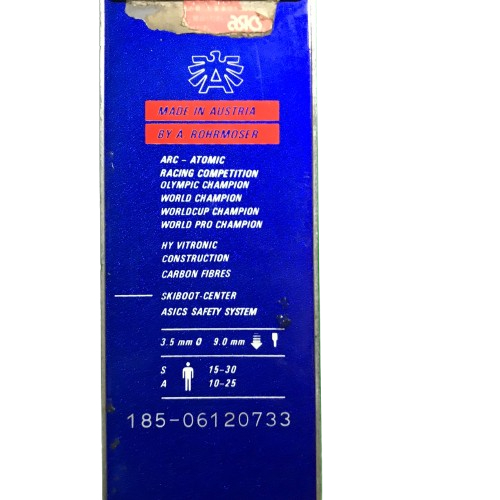 ASICS
A
MADE IN AUSTRIA
BY A. ROHRMOSER
ARC - ATOMIC
RACING COMPETITION
OLYMPIC CHAMPION
WORLD CHAMPION
WORLDCUP CHAMPION
WORLD PRO CHAMPION
HY VITRONIC
CONSTRUCTION
CARBON FIBRES
SKIBOOT-CENTER
ASICS SAFETY SYSTEM
3.5 mm Ø 9.0 mm
S 15-30
A 10-25
185-06120733